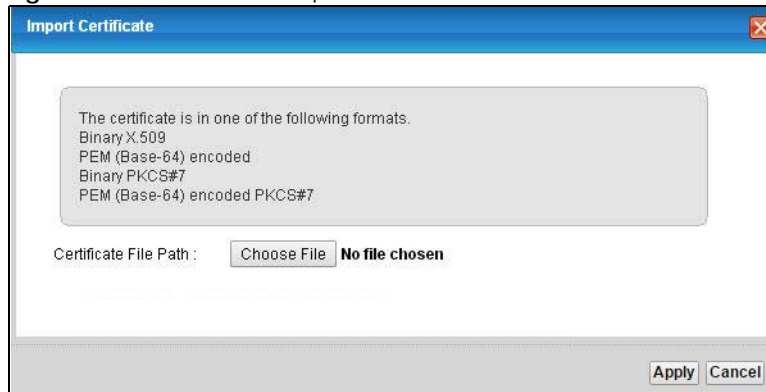 Import Certificate
The certificate is in one of the following formats.
Binary X.509
PEM (Base-64) encoded
Binary PKCS#7
PEM (Base-64) encoded PKCS#7
Certificate File Path : Choose File No file chosen
Apply Cancel